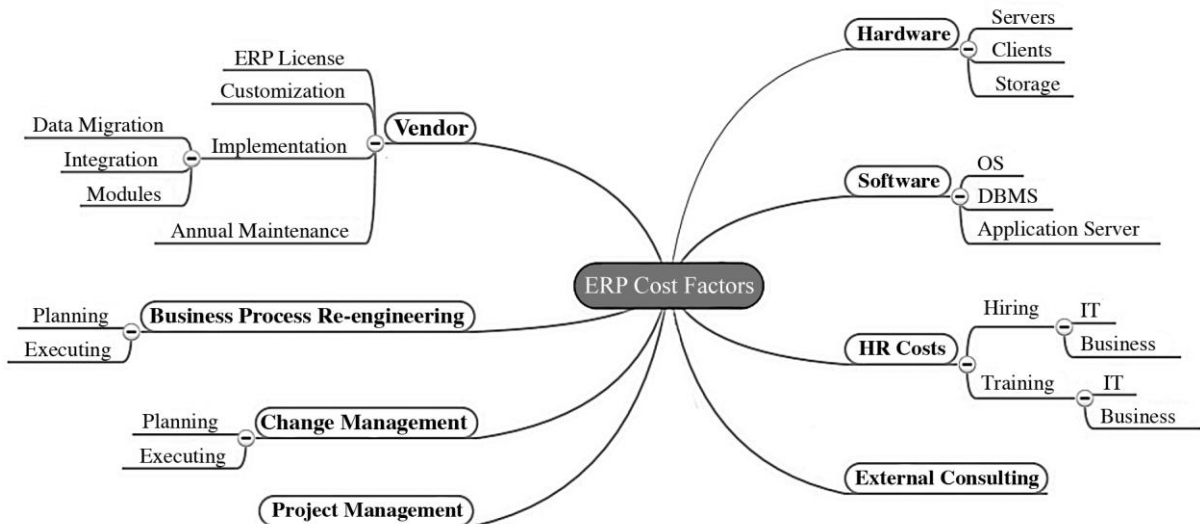 ERP Cost Factors
Vendor
ERP License
Customization
Implementation
Data Migration
Integration
Modules
Annual Maintenance
Business Process Re-engineering
Planning
Executing
Change Management
Planning
Executing
Project Management
Hardware
Servers
Clients
Storage
Software
OS
DBMS
Application Server
HR Costs
Hiring
IT
Business
Training
IT
Business
External Consulting